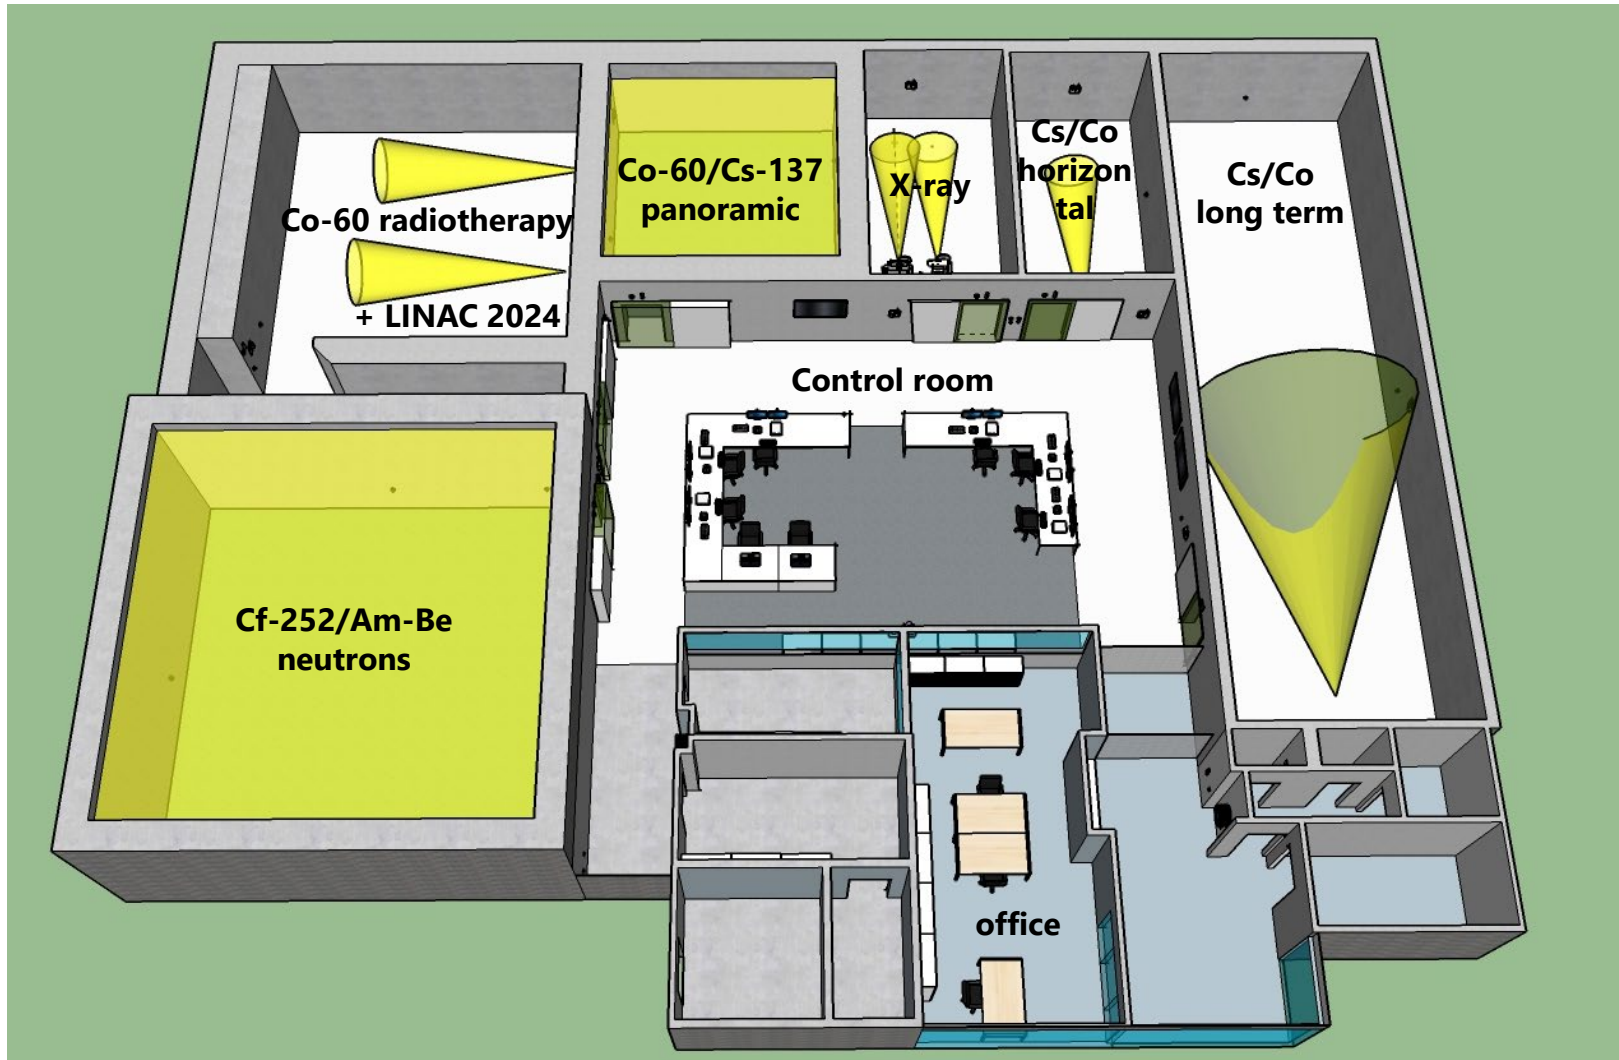 Co-60 radiotherapy
+ LINAC 2024
Co-60/Cs-137
panoramic
X-ray
Cs/Co
horizon
tal
Cs/Co
long term
Control room
Cf-252/Am-Be
neutrons
office